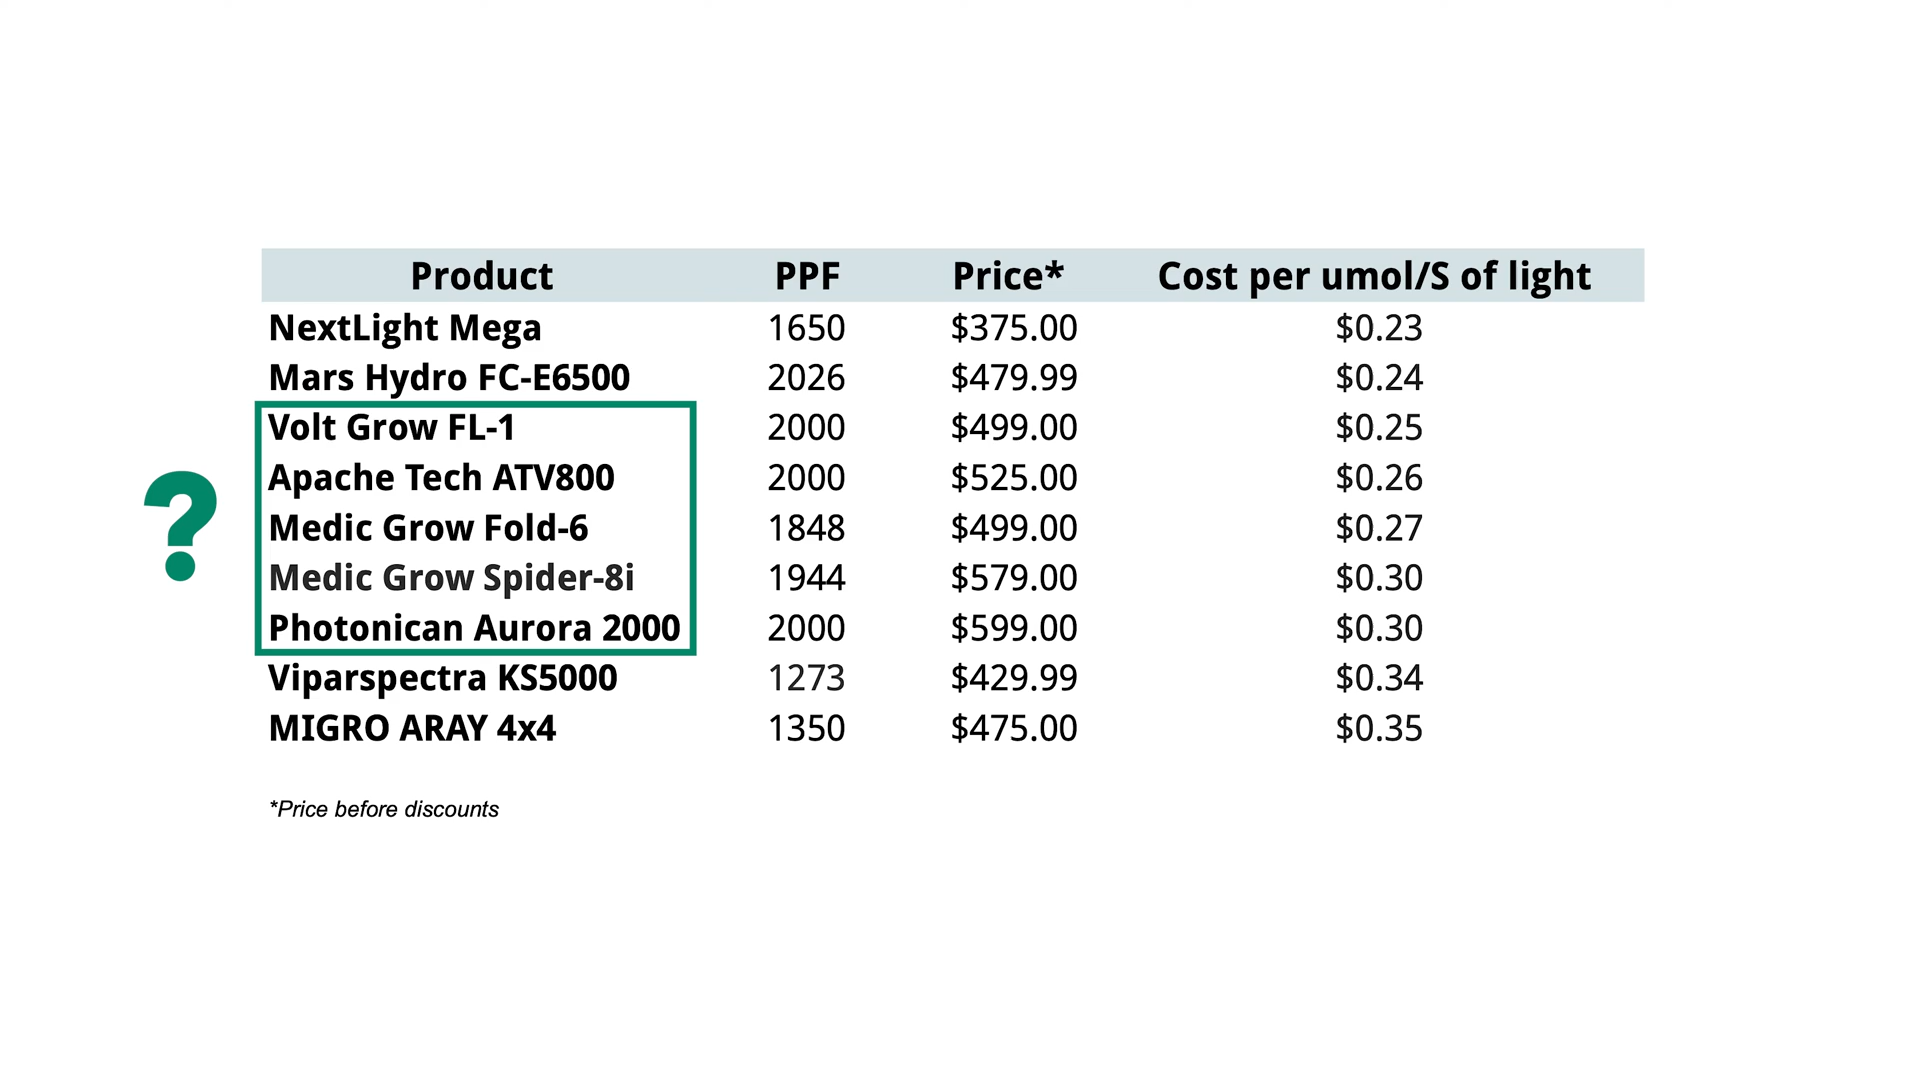 Product PPF Price* Cost per umol/S of light
NextLight Mega 1650 $375.00 $0.23
Mars Hydro FC-E6500 2026 $479.99 $0.24
Volt Grow FL-1 2000 $499.00 $0.25
Apache Tech ATV800 2000 $525.00 $0.26
?
Medic Grow Fold-6 1848 $499.00 $0.27
Medic Grow Spider-8i 1944 $579.00 $0.30
Photonican Aurora 2000 2000 $599.00 $0.30
Viparspectra KS5000 1273 $429.99 $0.34
MIGRO ARAY 4x4 1350 $475.00 $0.35
*Price before discounts